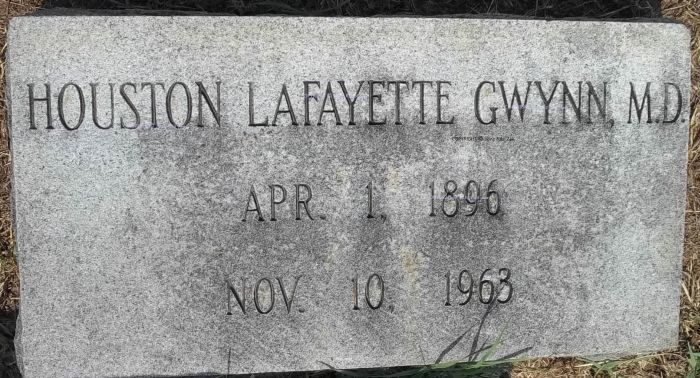 HOUSTON LAFAYETTE GWYNN, M.D.
APR. 1, 1896
NOV. 10, 1963